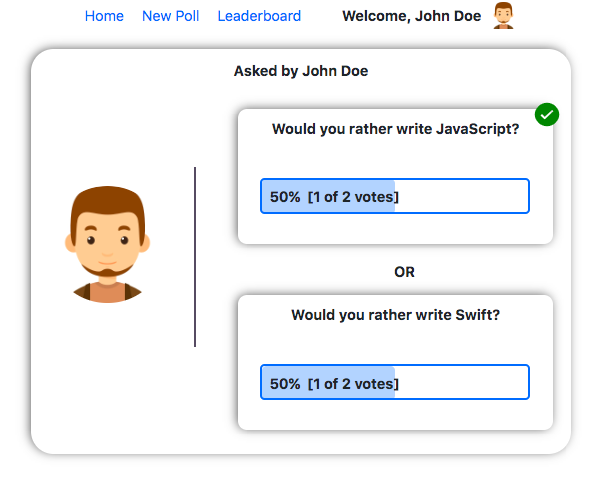 Home New Poll Leaderboard Welcome, John Doe
Asked by John Doe
Would you rather write JavaScript?
50% [1 of 2 votes]
OR
Would you rather write Swift?
50% [1 of 2 votes]